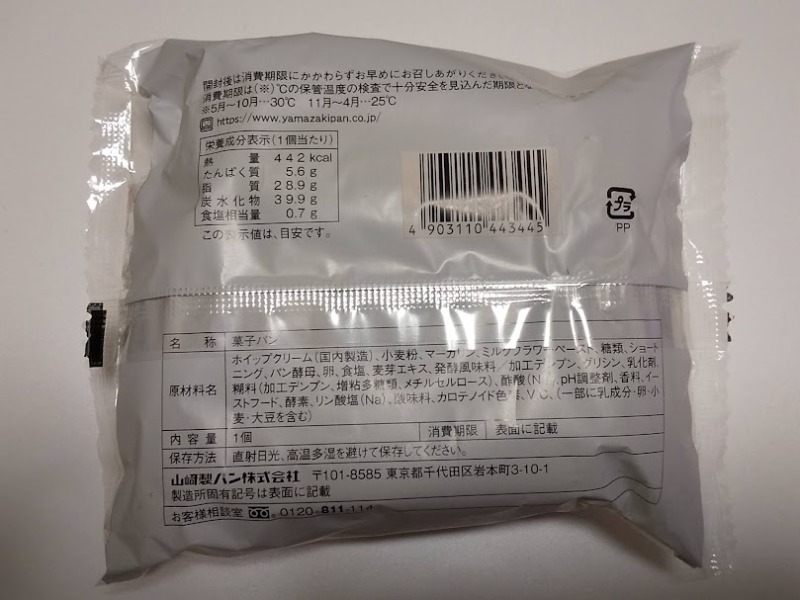 開封後は消費期限にかかわらずお早めにお召しあがりくださ
消費期限は(※)℃の保管温度の検査で十分安全を見込んだ期限とな
※5月～10月…30℃ 11月～4月…25℃
https://www.yamazakipan.co.jp/
栄養成分表示(1個当たり)
熱量 442kcal
たんぱく質 5.6g
脂質 28.9g
炭水化物 39.9g
食塩相当量 0.7g
この表示値は、目安です。
4 903110 443445
プラ
PP
名称 菓子パン
原材料名 ホイップクリーム(国内製造)、小麦粉、マーガリン、ミルクフラワーペースト、糖類、ショート
ニング、パン酵母、卵、食塩、麦芽エキス、発酵風味料/加工デンプン、グリシン、乳化剤、
糊料(加工デンプン、増粘多糖類、メチルセルロース)、酢酸(Na)、pH調整剤、香料、イー
ストフード、酵素、リン酸塩(Na)、酸味料、カロテノイド色素、V.C、(一部に乳成分・卵・小
麦・大豆を含む)
内容量 1個 消費期限 表面に記載
保存方法 直射日光、高温多湿を避けて保存してください。
山崎製パン株式会社 〒101-8585 東京都千代田区岩本町3-10-1
製造所固有記号は表面に記載
お客様相談室 0120-811-114